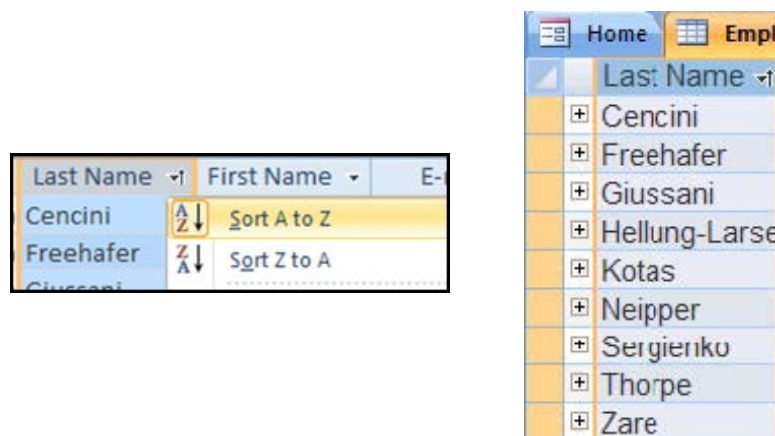 Last Name First Name
Cencini
Sort A to Z
Freehafer
Sort Z to A
Giussani
Home
Last Name
Cencini
Freehafer
Giussani
Kotas
Neipper
Sergienko
Thorpe
Zare